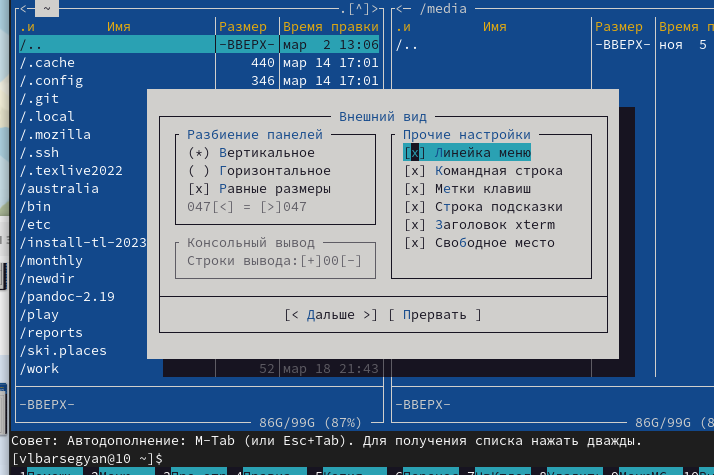 <─ ~ .[^]>
<─ /media
.и Имя Размер Время правки
.и Имя Размер Время п
/.. -ВВЕРХ- мар 2 13:06
/.. -ВВЕРХ- ноя 5
/.cache 440 мар 14 17:01
/.config 346 мар 14 17:01
/.git
/.local
/.mozilla
/.ssh
/.texlive2022
/australia
/bin
/etc
/install-tl-2023
/monthly
/newdir
/pandoc-2.19
/play
/reports
/ski.places
/work 52 мар 18 21:43
Внешний вид
Разбиение панелей
(*) Вертикальное
( ) Горизонтальное
[x] Равные размеры
047[<] = [>]047
Консольный вывод
Строки вывода:[+]00[-]
Прочие настройки
[x] Линейка меню
[x] Командная строка
[x] Метки клавиш
[x] Строка подсказки
[x] Заголовок xterm
[x] Свободное место
[< Дальше >] [ Прервать ]
-ВВЕРХ-
-ВВЕРХ-
86G/99G (87%)
86G/99G (8
Совет: Автодополнение: M-Tab (или Esc+Tab). Для получения списка нажать дважды.
[vlbarsegyan@10 ~]$